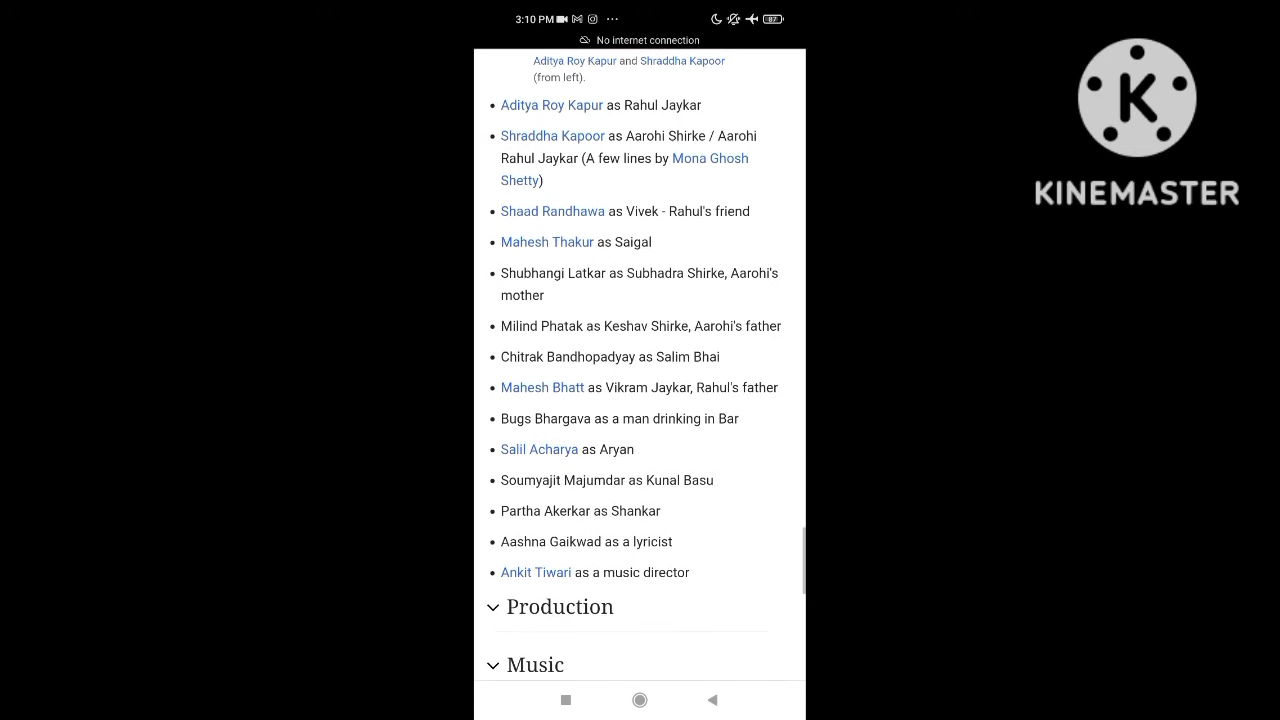 3:10 PM
87
No internet connection
Aditya Roy Kapur and Shraddha Kapoor
(from left).
• Aditya Roy Kapur as Rahul Jaykar
• Shraddha Kapoor as Aarohi Shirke / Aarohi
Rahul Jaykar (A few lines by Mona Ghosh
Shetty)
• Shaad Randhawa as Vivek - Rahul's friend
• Mahesh Thakur as Saigal
• Shubhangi Latkar as Subhadra Shirke, Aarohi's
mother
• Milind Phatak as Keshav Shirke, Aarohi's father
• Chitrak Bandhopadyay as Salim Bhai
• Mahesh Bhatt as Vikram Jaykar, Rahul's father
• Bugs Bhargava as a man drinking in Bar
• Salil Acharya as Aryan
• Soumyajit Majumdar as Kunal Basu
• Partha Akerkar as Shankar
• Aashna Gaikwad as a lyricist
• Ankit Tiwari as a music director
Production
Music
K
KINEMASTER